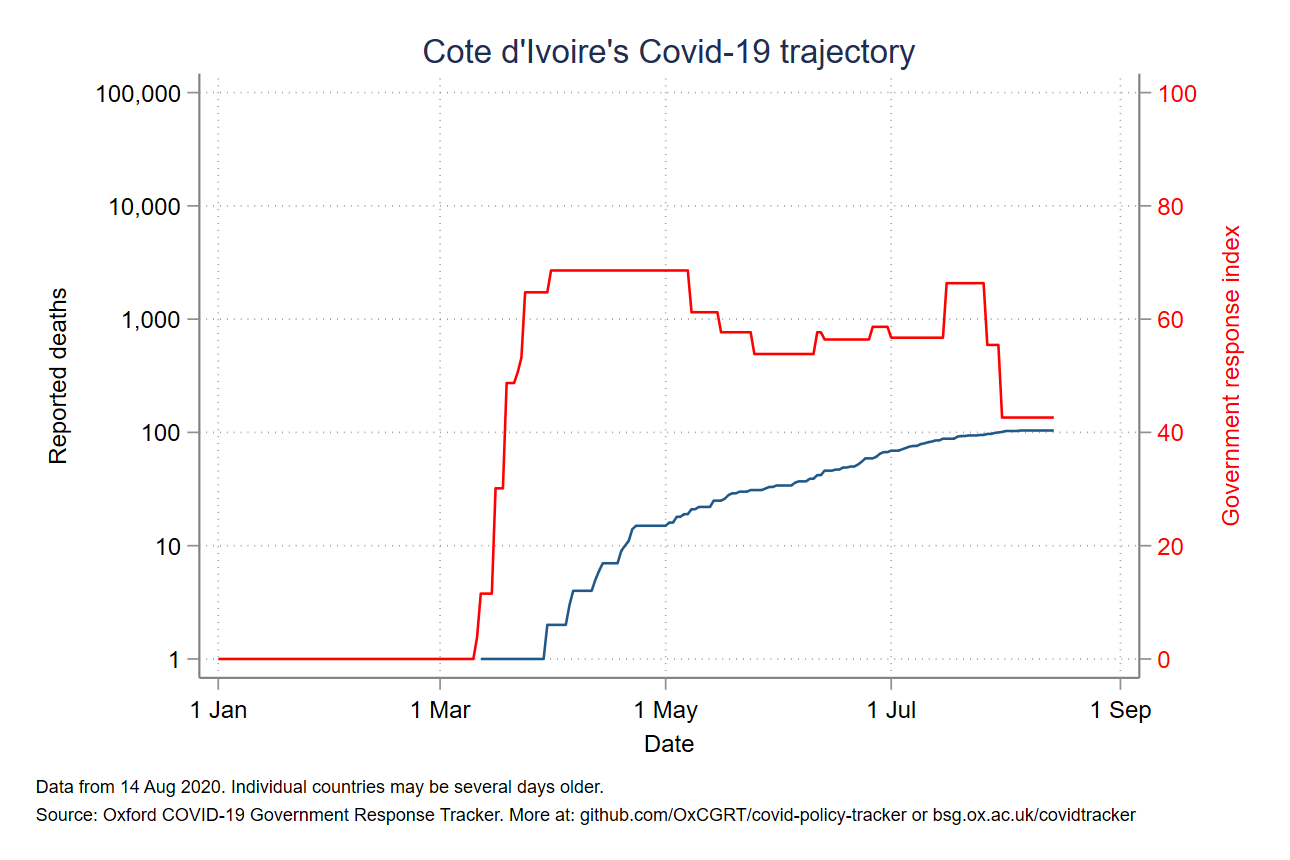 Cote d'Ivoire's Covid-19 trajectory
100,000
10,000
1,000
100
10
1
Reported deaths
100
80
60
40
20
0
Government response index
1 Jan
1 Mar
1 May
1 Jul
1 Sep
Date
Data from 14 Aug 2020. Individual countries may be several days older.
Source: Oxford COVID-19 Government Response Tracker. More at: github.com/OxCGRT/covid-policy-tracker or bsg.ox.ac.uk/covidtracker